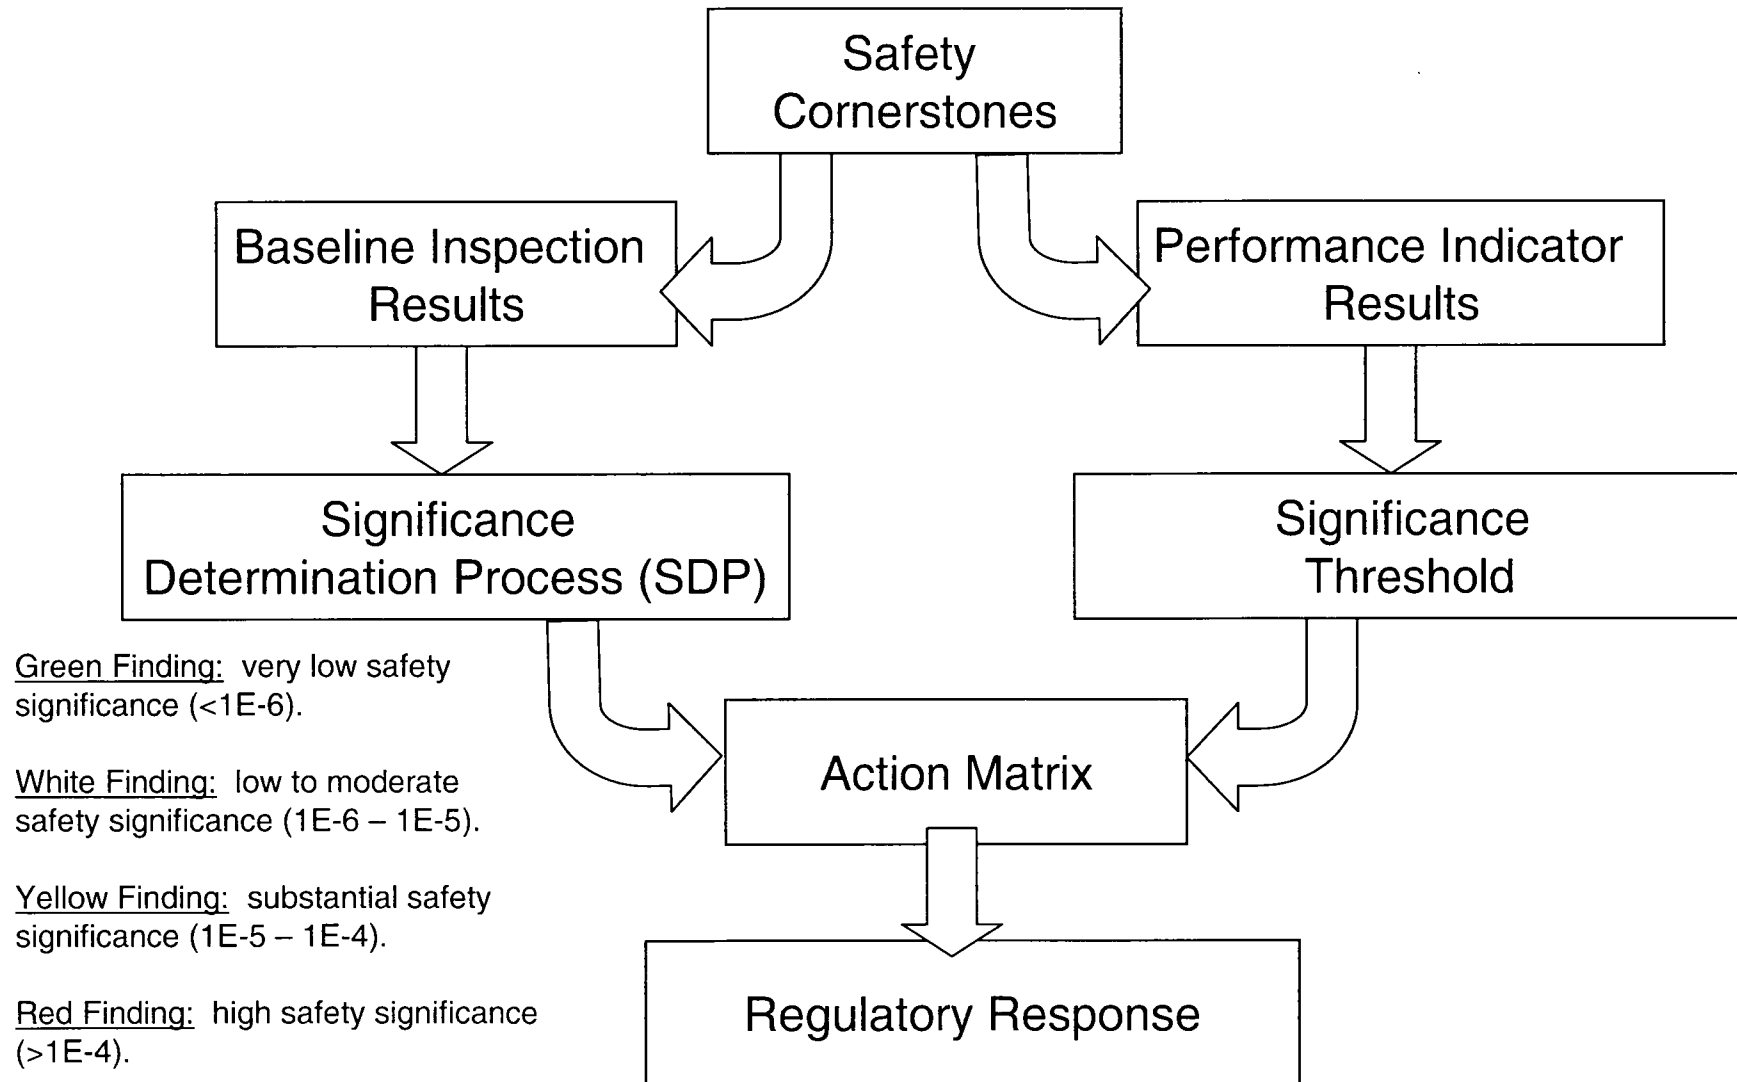 Safety
Cornerstones
Baseline Inspection
Results
Performance Indicator
Results
Significance
Determination Process (SDP)
Significance
Threshold
Green Finding: very low safety
significance (<1E-6).
White Finding: low to moderate
safety significance (1E-6 – 1E-5).
Yellow Finding: substantial safety
significance (1E-5 – 1E-4).
Red Finding: high safety significance
(>1E-4).
Action Matrix
Regulatory Response